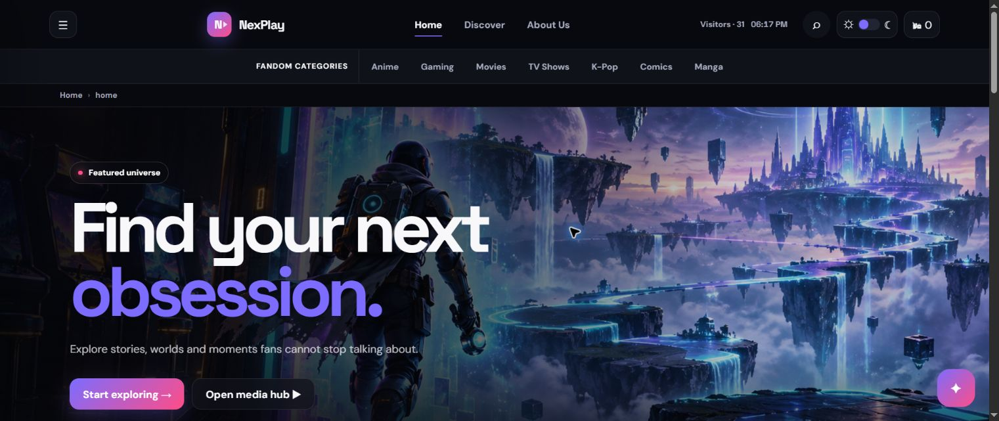 ☰
N▶ NexPlay
Home Discover About Us
Visitors · 31 06:17 PM
0
FANDOM CATEGORIES Anime Gaming Movies TV Shows K-Pop Comics Manga
Home › home
Featured universe
Find your next
obsession.
Explore stories, worlds and moments fans cannot stop talking about.
Start exploring → Open media hub ▶